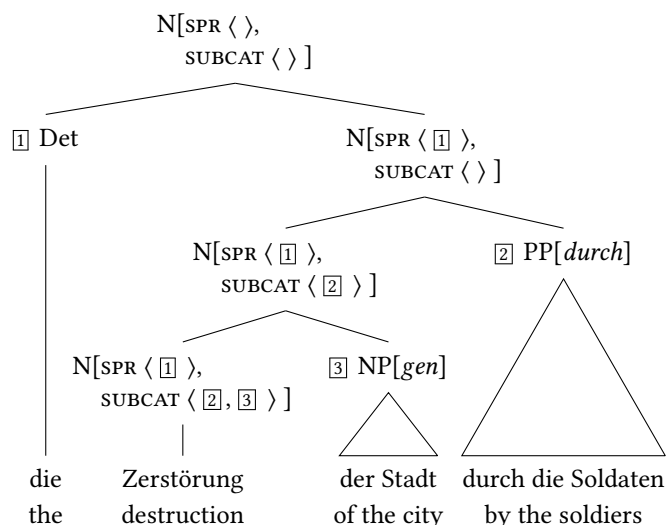 N[SPR ⟨ ⟩,
SUBCAT ⟨ ⟩ ]
1 Det
N[SPR ⟨ 1 ⟩,
SUBCAT ⟨ ⟩ ]
N[SPR ⟨ 1 ⟩,
SUBCAT ⟨ 2 ⟩ ]
2 PP[durch]
N[SPR ⟨ 1 ⟩,
SUBCAT ⟨ 2 , 3 ⟩ ]
3 NP[gen]
die Zerstörung der Stadt durch die Soldaten
the destruction of the city by the soldiers